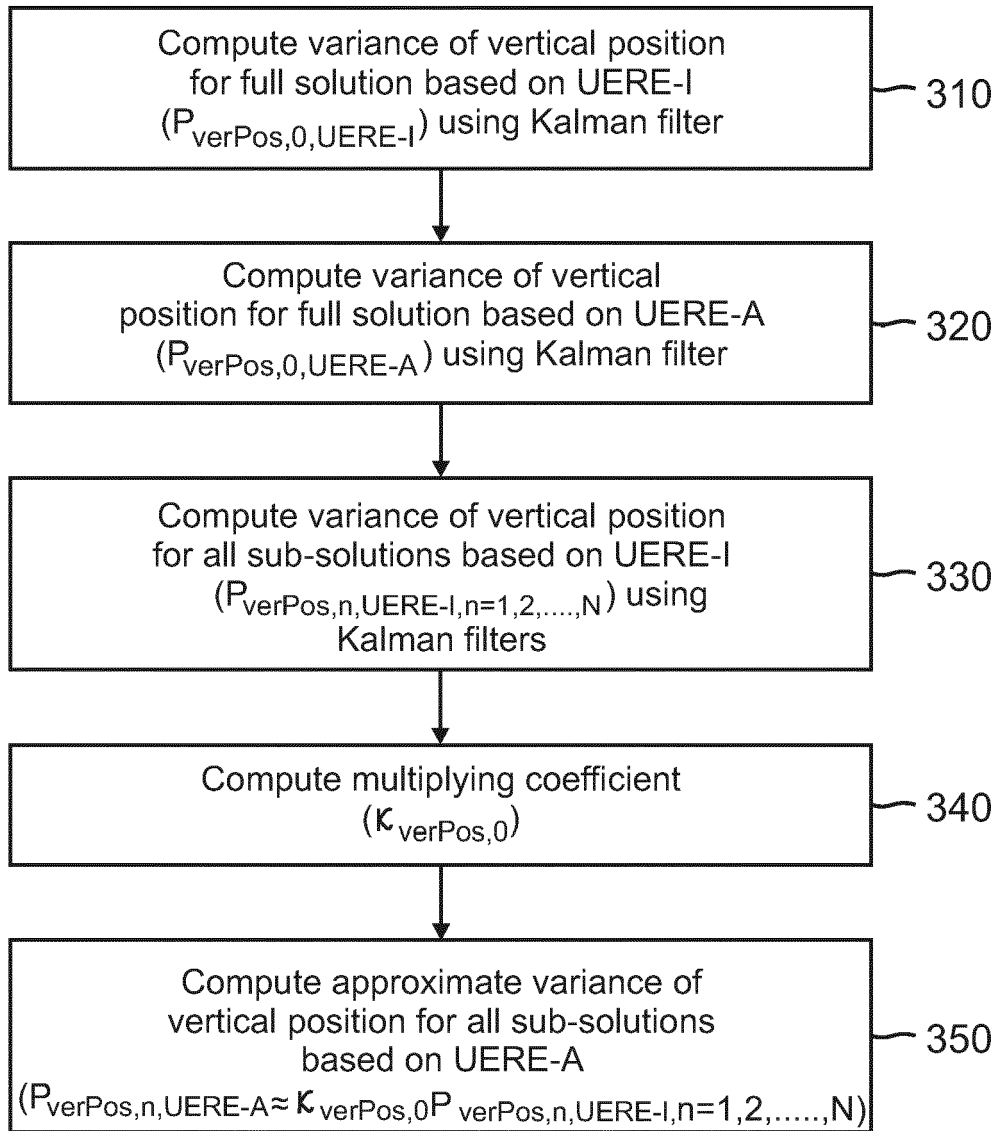 Compute variance of vertical position
for full solution based on UERE-I
(PverPos,0,UERE-I) using Kalman filter
310
Compute variance of vertical
position for full solution based on UERE-A
(PverPos,0,UERE-A) using Kalman filter
320
Compute variance of vertical position
for all sub-solutions based on UERE-I
(PverPos,n,UERE-I,n=1,2,....,N) using
Kalman filters
330
Compute multiplying coefficient
(κverPos,0)
340
Compute approximate variance of
vertical position for all sub-solutions
based on UERE-A
(PverPos,n,UERE-A≈κverPos,0P verPos,n,UERE-I,n=1,2,.....,N)
350